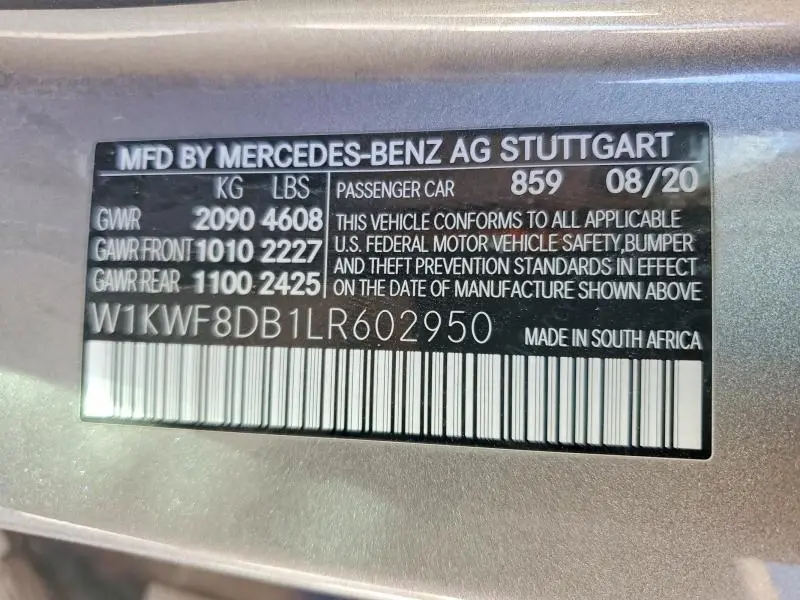 MFD BY MERCEDES-BENZ AG STUTTGART
KG LBS
GVWR 2090 4608
GAWR FRONT 1010 2227
GAWR REAR 1100 2425
PASSENGER CAR 859 08/20
THIS VEHICLE CONFORMS TO ALL APPLICABLE
U.S. FEDERAL MOTOR VEHICLE SAFETY,BUMPER
AND THEFT PREVENTION STANDARDS IN EFFECT
ON THE DATE OF MANUFACTURE SHOWN ABOVE
W1KWF8DB1LR602950 MADE IN SOUTH AFRICA